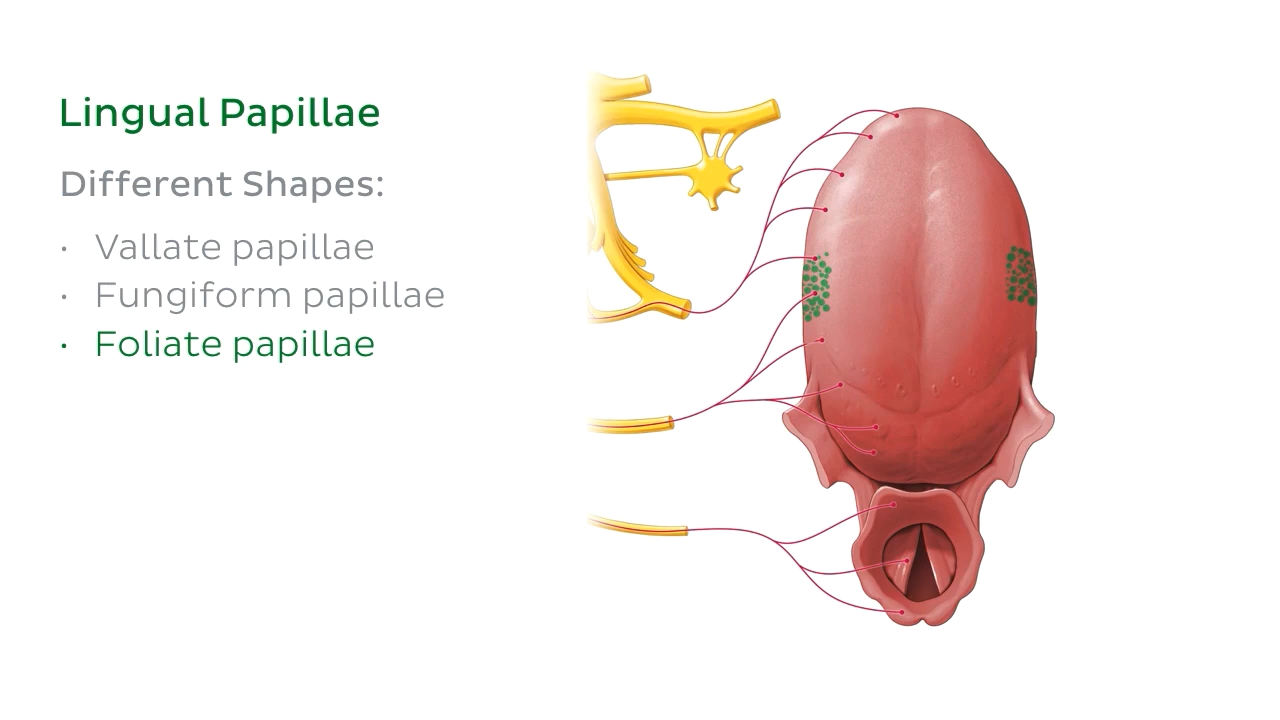 Lingual Papillae
Different Shapes:
· Vallate papillae
· Fungiform papillae
· Foliate papillae